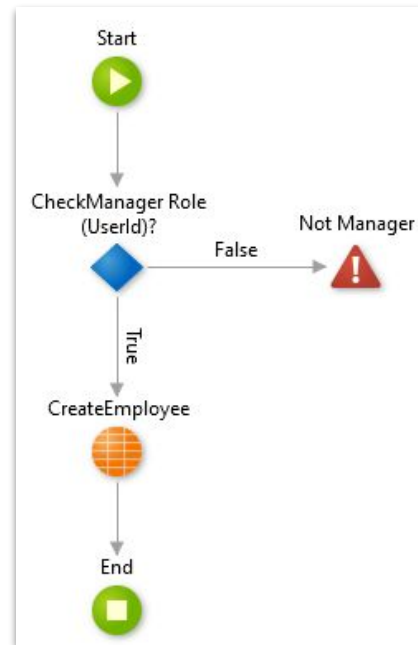 Start
CheckManager Role
(UserId)?
False
Not Manager
True
CreateEmployee
End